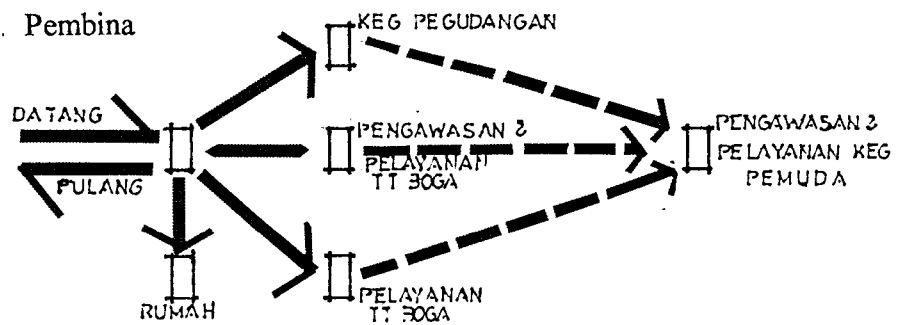 . Pembina
KEG PEGUDANGAN
DATANG
PULANG
PENGAWASAN &
PELAYANAN
TT BOGA
PENGAWASAN &
PELAYANAN KEG
PEMUDA
RUMAH
PELAYANAN
TT BOGA